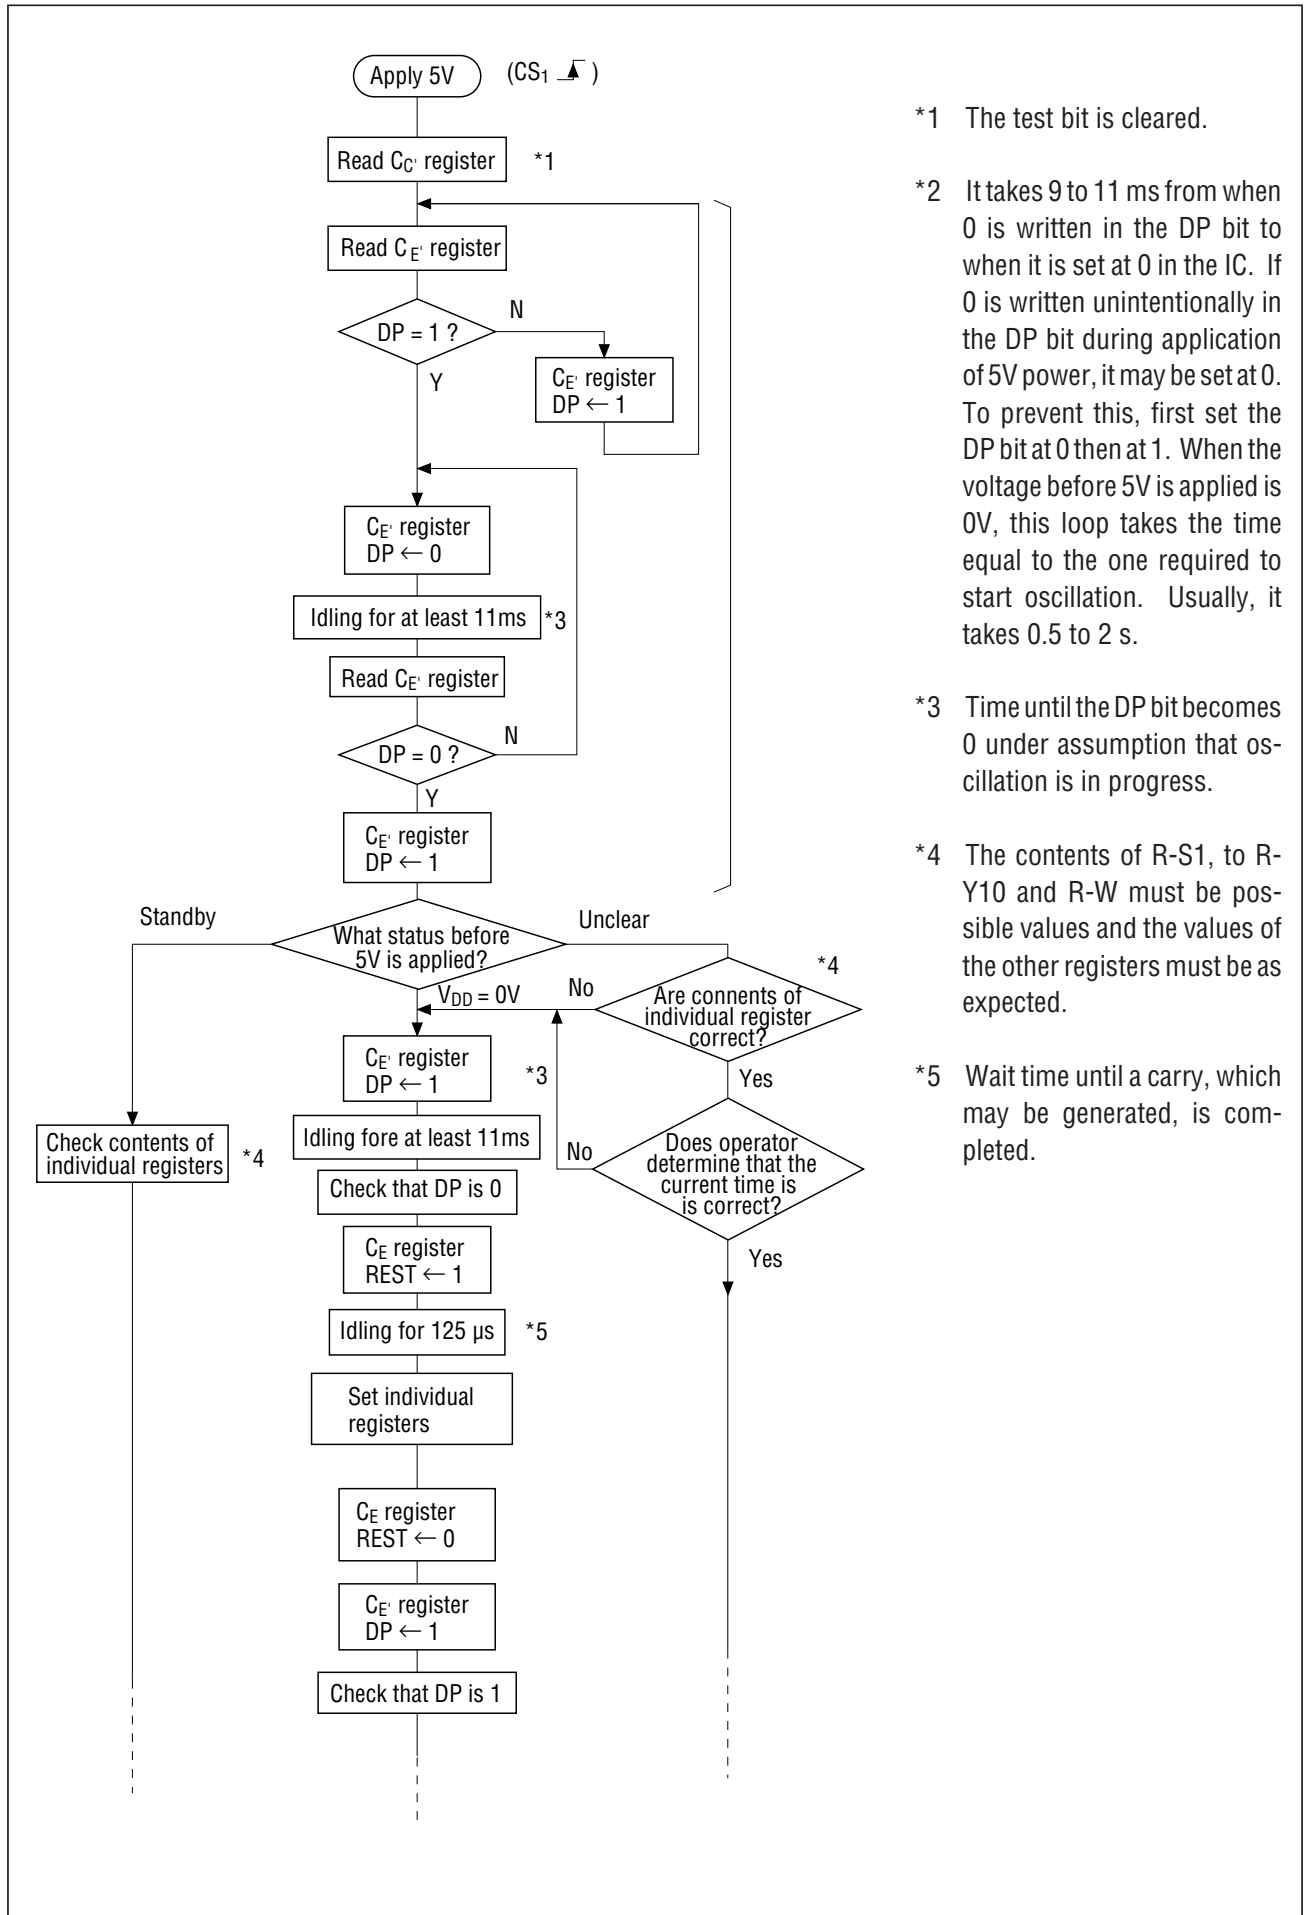 Apply 5V (CS₁ )
Read C_C' register *1
Read C_E' register
DP = 1 ?
N
Y
C_E' register
DP ← 1
C_E' register
DP ← 0
Idling for at least 11ms *3
Read C_E' register
DP = 0 ?
N
Y
C_E' register
DP ← 1
Standby
Unclear
What status before
5V is applied?
V_DD = 0V
No
*4
Are connents of
individual register
correct?
Yes
C_E' register
DP ← 1
*3
Check contents of
individual registers
*4
Idling fore at least 11ms
No
Does operator
determine that the
current time is
is correct?
Yes
Check that DP is 0
C_E register
REST ← 1
Idling for 125 µs *5
Set individual
registers
C_E register
REST ← 0
C_E' register
DP ← 1
Check that DP is 1
*1 The test bit is cleared.
*2 It takes 9 to 11 ms from when
0 is written in the DP bit to
when it is set at 0 in the IC. If
0 is written unintentionally in
the DP bit during application
of 5V power, it may be set at 0.
To prevent this, first set the
DP bit at 0 then at 1. When the
voltage before 5V is applied is
0V, this loop takes the time
equal to the one required to
start oscillation. Usually, it
takes 0.5 to 2 s.
*3 Time until the DP bit becomes
0 under assumption that os-
cillation is in progress.
*4 The contents of R-S1, to R-
Y10 and R-W must be pos-
sible values and the values of
the other registers must be as
expected.
*5 Wait time until a carry, which
may be generated, is com-
pleted.